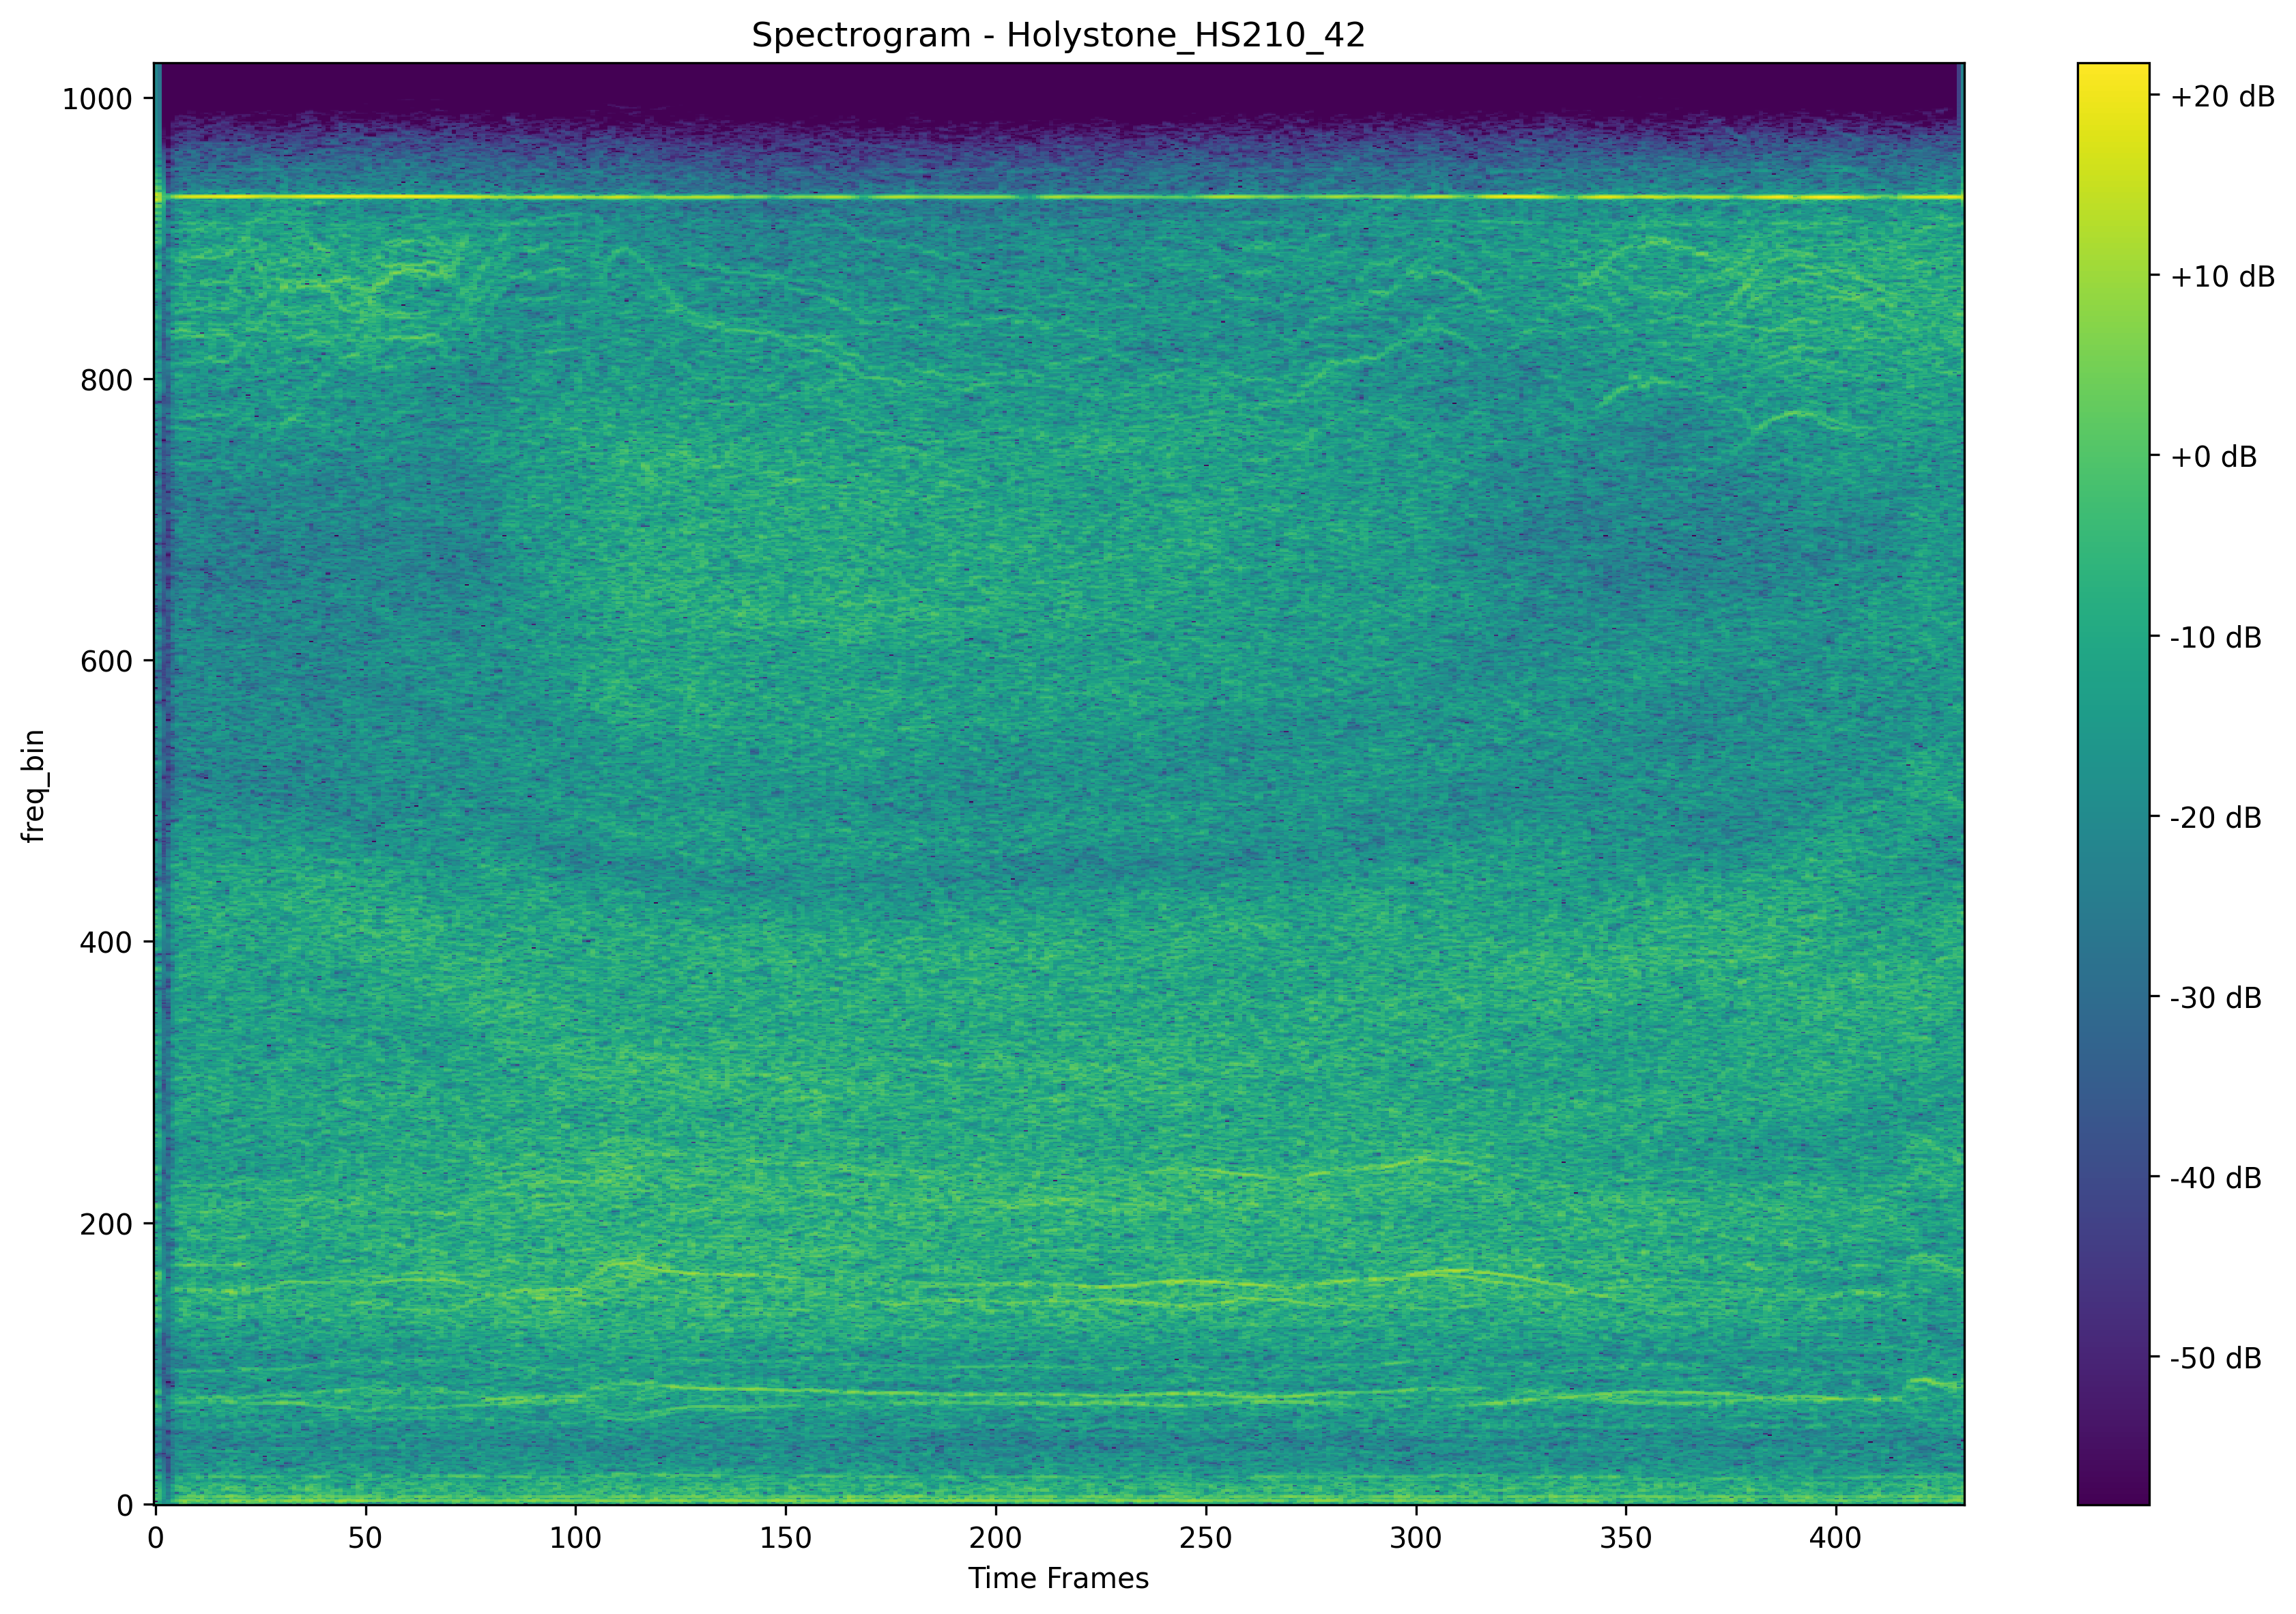 Spectrogram - Holystone_HS210_42
1000
800
600
400
200
0
freq_bin
0 50 100 150 200 250 300 350 400
Time Frames
+20 dB
+10 dB
+0 dB
-10 dB
-20 dB
-30 dB
-40 dB
-50 dB